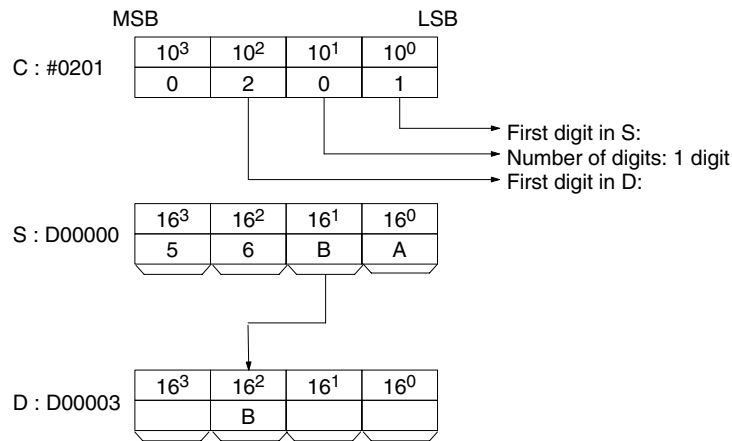 MSB LSB
C : #0201
10³ 10² 10¹ 10⁰
0 2 0 1
First digit in S:
Number of digits: 1 digit
First digit in D:
S : D00000
16³ 16² 16¹ 16⁰
5 6 B A
D : D00003
16³ 16² 16¹ 16⁰
B